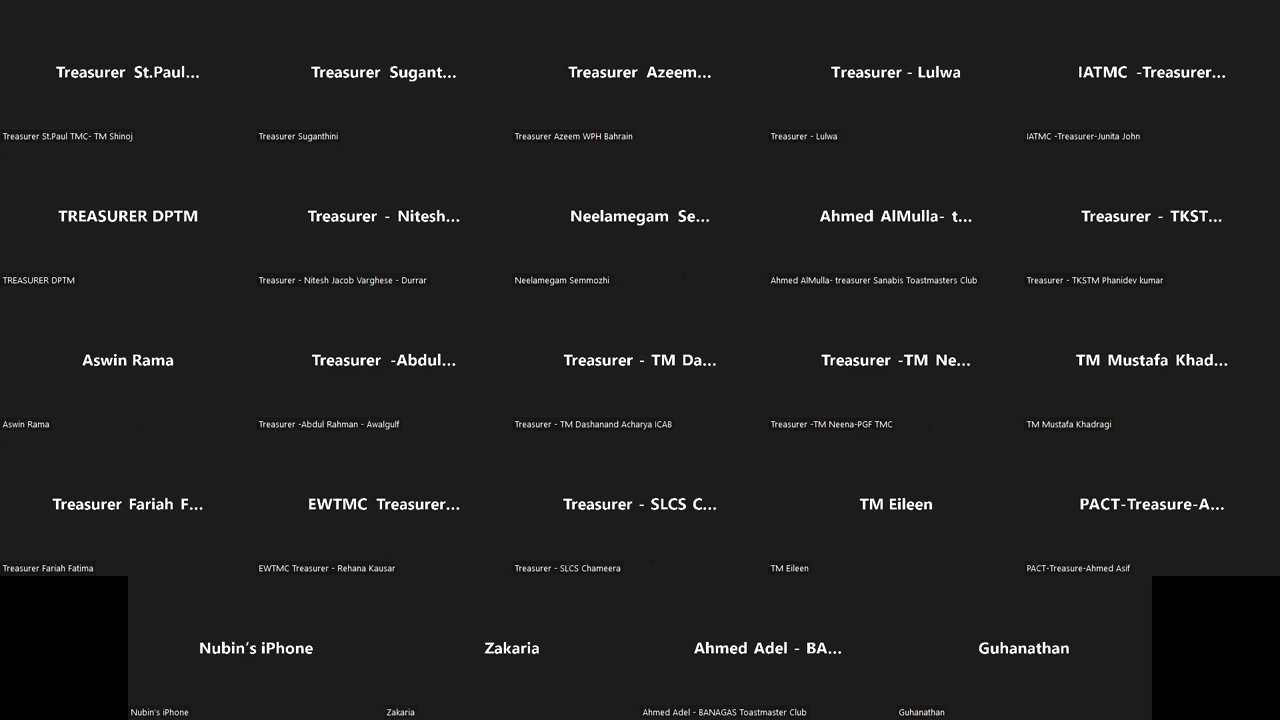 Treasurer St.Paul...
Treasurer Sugant...
Treasurer Azeem...
Treasurer - Lulwa
IATMC -Treasurer...
Treasurer St.Paul TMC- TM Shinoj
Treasurer Suganthini
Treasurer Azeem WPH Bahrain
Treasurer - Lulwa
IATMC -Treasurer-Junita John
TREASURER DPTM
Treasurer - Nitesh...
Neelamegam Se...
Ahmed AlMulla- t...
Treasurer - TKST...
TREASURER DPTM
Treasurer - Nitesh Jacob Varghese - Durrar
Neelamegam Semmozhi
Ahmed AlMulla- treasurer Sanabis Toastmasters Club
Treasurer - TKSTM Phanidev kumar
Aswin Rama
Treasurer -Abdul...
Treasurer - TM Da...
Treasurer -TM Ne...
TM Mustafa Khad...
Aswin Rama
Treasurer -Abdul Rahman - Awalgulf
Treasurer - TM Dashanand Acharya ICAB
Treasurer -TM Neena-PGF TMC
TM Mustafa Khadragi
Treasurer Fariah F...
EWTMC Treasurer...
Treasurer - SLCS C...
TM Eileen
PACT-Treasure-A...
Treasurer Fariah Fatima
EWTMC Treasurer - Rehana Kausar
Treasurer - SLCS Chameera
TM Eileen
PACT-Treasure-Ahmed Asif
Nubin's iPhone
Zakaria
Ahmed Adel - BA...
Guhanathan
Nubin's iPhone
Zakaria
Ahmed Adel - BANAGAS Toastmaster Club
Guhanathan